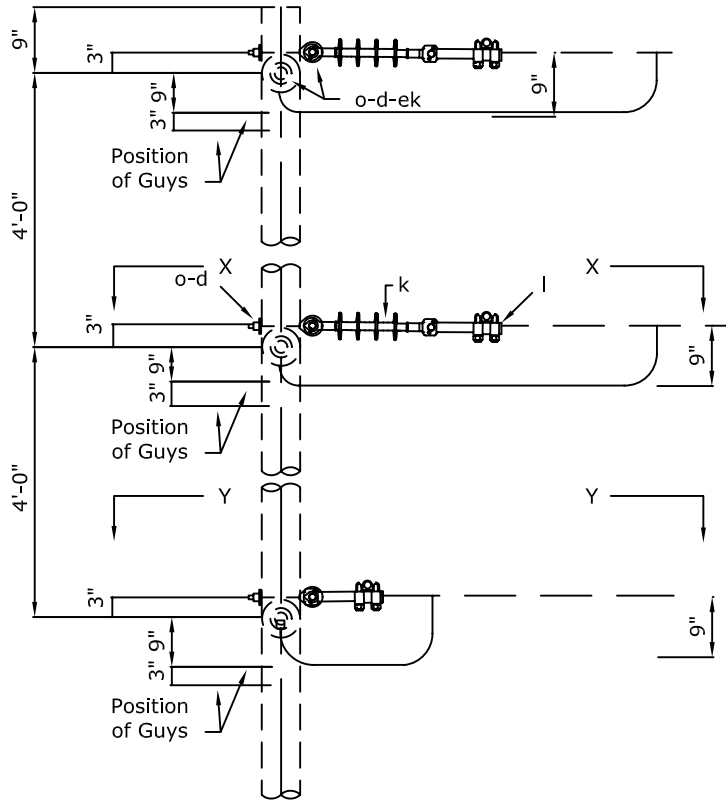 9"
3"
3" 9"
o-d-ek
9"
Position
of Guys
4'-0"
X
X
o-d
k
l
3"
9"
3" 9"
Position
of Guys
4'-0"
Y
Y
3"
9"
3" 9"
Position
of Guys